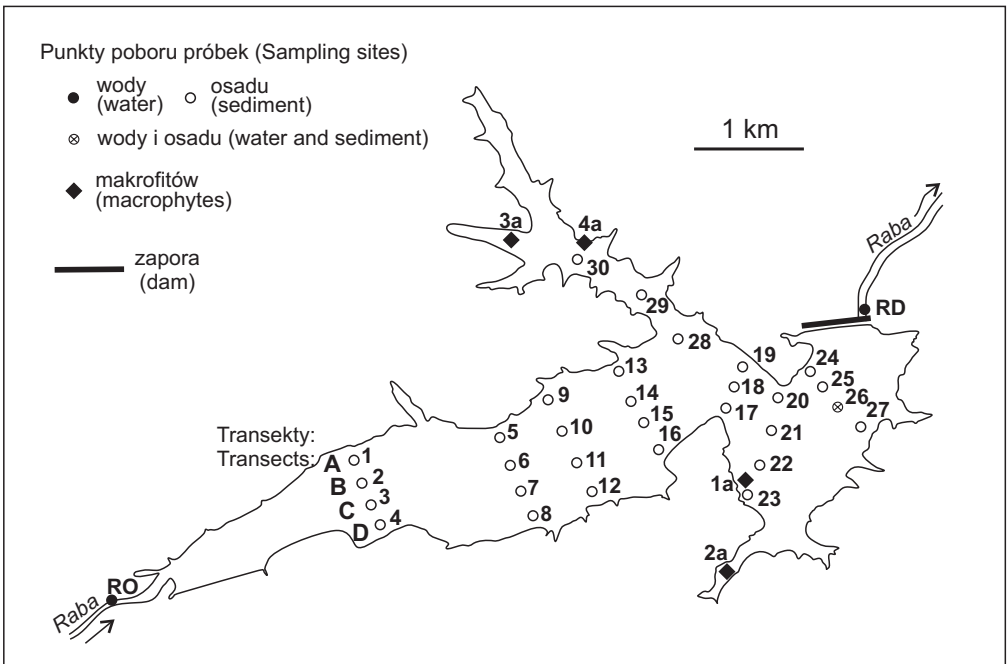 Punkty poboru próbek (Sampling sites)
wody
(water)
osadu
(sediment)
wody i osadu (water and sediment)
makrofitów
(macrophytes)
zapora
(dam)
1 km
Raba
RD
3a
4a
30
29
28
19
24
13
18
25
20
26
9
14
17
27
15
10
21
5
16
Transekty:
Transects:
A
1
6
11
22
B
2
1a
7
12
23
C
3
8
D
4
2a
RO
Raba